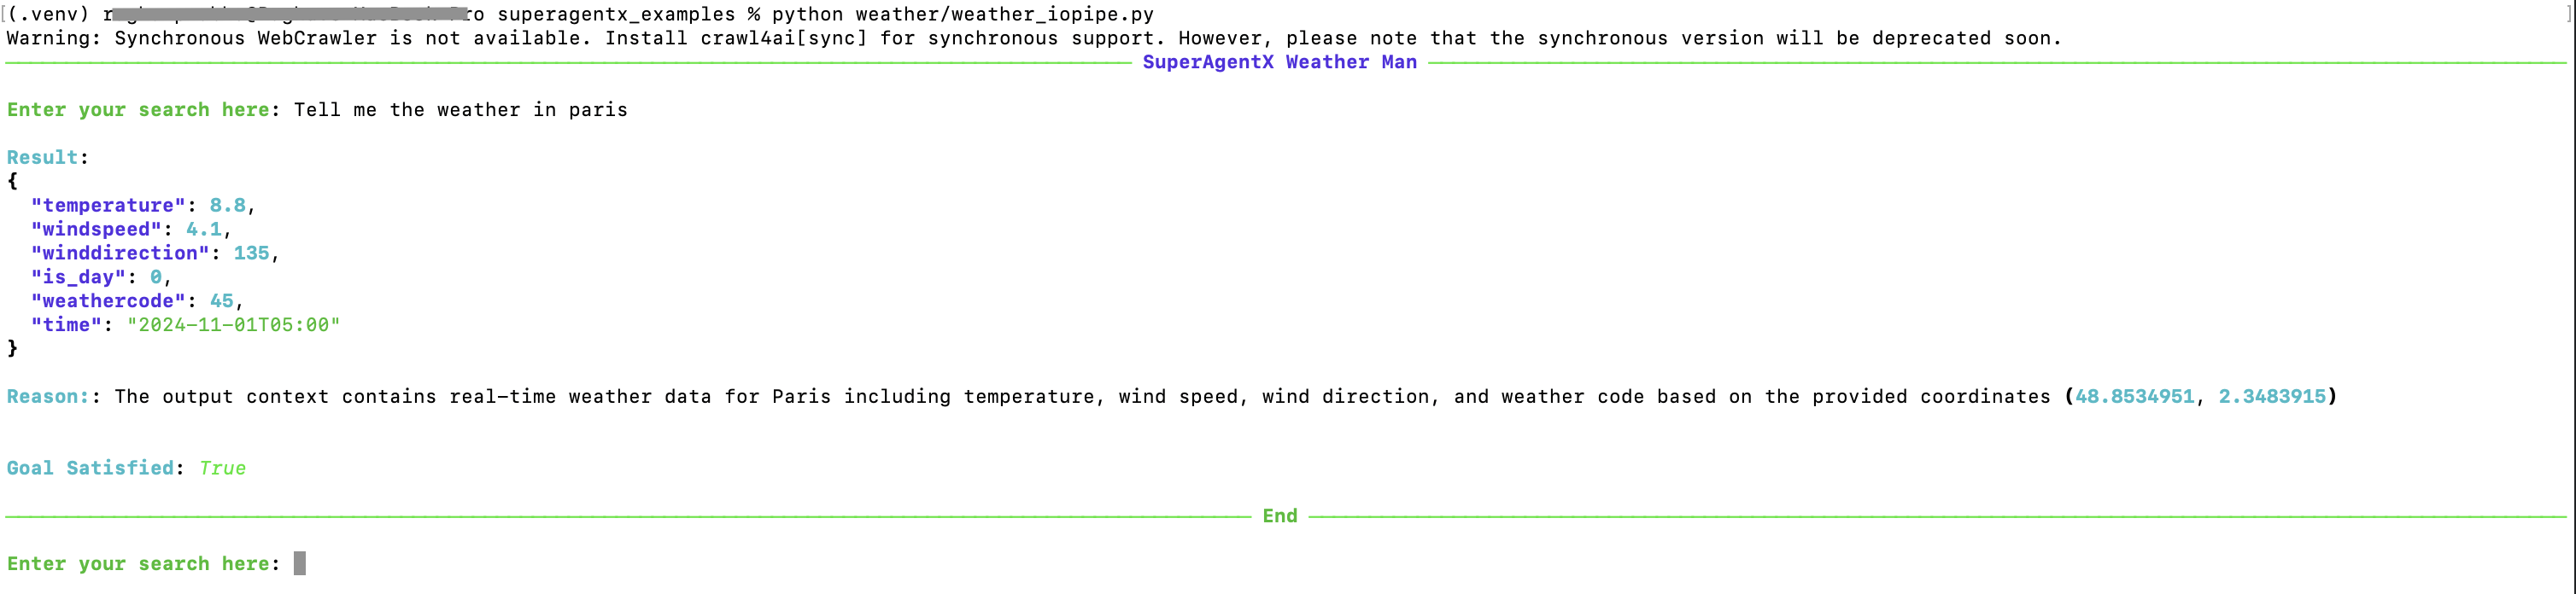 (.venv) Pro superagentx_examples % python weather/weather_iopipe.py
Warning: Synchronous WebCrawler is not available. Install crawl4ai[sync] for synchronous support. However, please note that the synchronous version will be deprecated soon.
SuperAgentX Weather Man
Enter your search here: Tell me the weather in paris
Result:
{
  "temperature": 8.8,
  "windspeed": 4.1,
  "winddirection": 135,
  "is_day": 0,
  "weathercode": 45,
  "time": "2024-11-01T05:00"
}
Reason:: The output context contains real-time weather data for Paris including temperature, wind speed, wind direction, and weather code based on the provided coordinates (48.8534951, 2.3483915)
Goal Satisfied: True
End
Enter your search here: